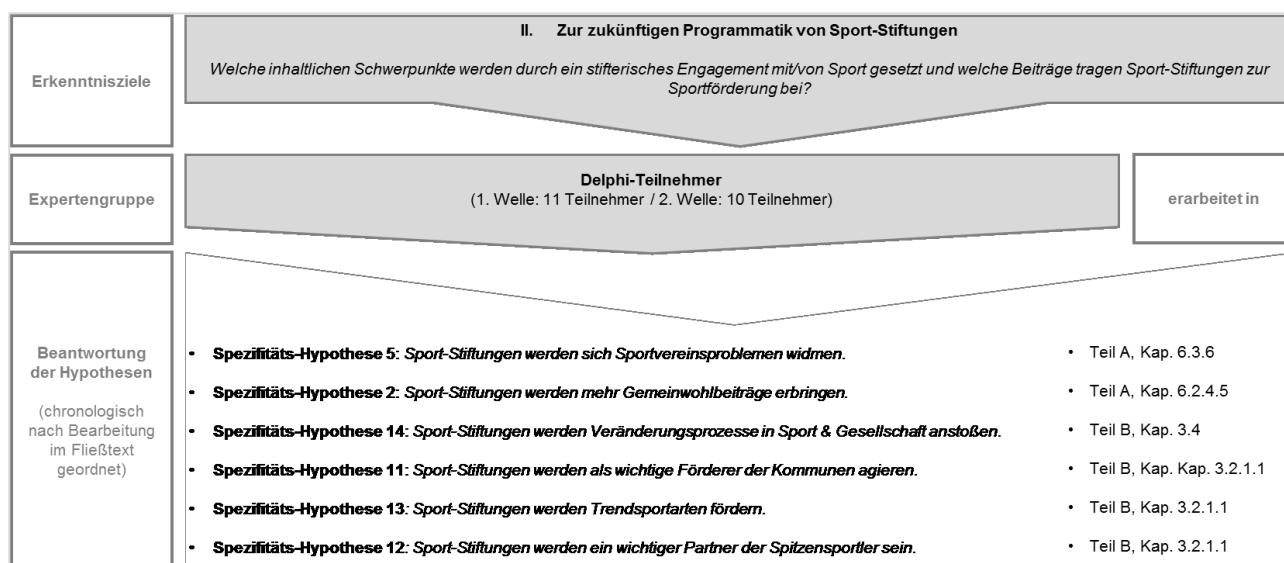 II. Zur zukünftigen Programmatik von Sport-Stiftungen
Erkenntnisziele
Welche inhaltlichen Schwerpunkte werden durch ein stifterisches Engagement mit/von Sport gesetzt und welche Beiträge tragen Sport-Stiftungen zur
Sportförderung bei?
Expertengruppe
Delphi-Teilnehmer
(1. Welle: 11 Teilnehmer / 2. Welle: 10 Teilnehmer)
erarbeitet in
Beantwortung
der Hypothesen
(chronologisch
nach Bearbeitung
im Fließtext
geordnet)
• Spezifitäts-Hypothese 5: Sport-Stiftungen werden sich Sportvereinsproblemen widmen. • Teil A, Kap. 6.3.6
• Spezifitäts-Hypothese 2: Sport-Stiftungen werden mehr Gemeinwohlbeiträge erbringen. • Teil A, Kap. 6.2.4.5
• Spezifitäts-Hypothese 14: Sport-Stiftungen werden Veränderungsprozesse in Sport & Gesellschaft anstoßen. • Teil B, Kap. 3.4
• Spezifitäts-Hypothese 11: Sport-Stiftungen werden als wichtige Förderer der Kommunen agieren. • Teil B, Kap. Kap. 3.2.1.1
• Spezifitäts-Hypothese 13: Sport-Stiftungen werden Trendsportarten fördern. • Teil B, Kap. 3.2.1.1
• Spezifitäts-Hypothese 12: Sport-Stiftungen werden ein wichtiger Partner der Spitzensportler sein. • Teil B, Kap. 3.2.1.1